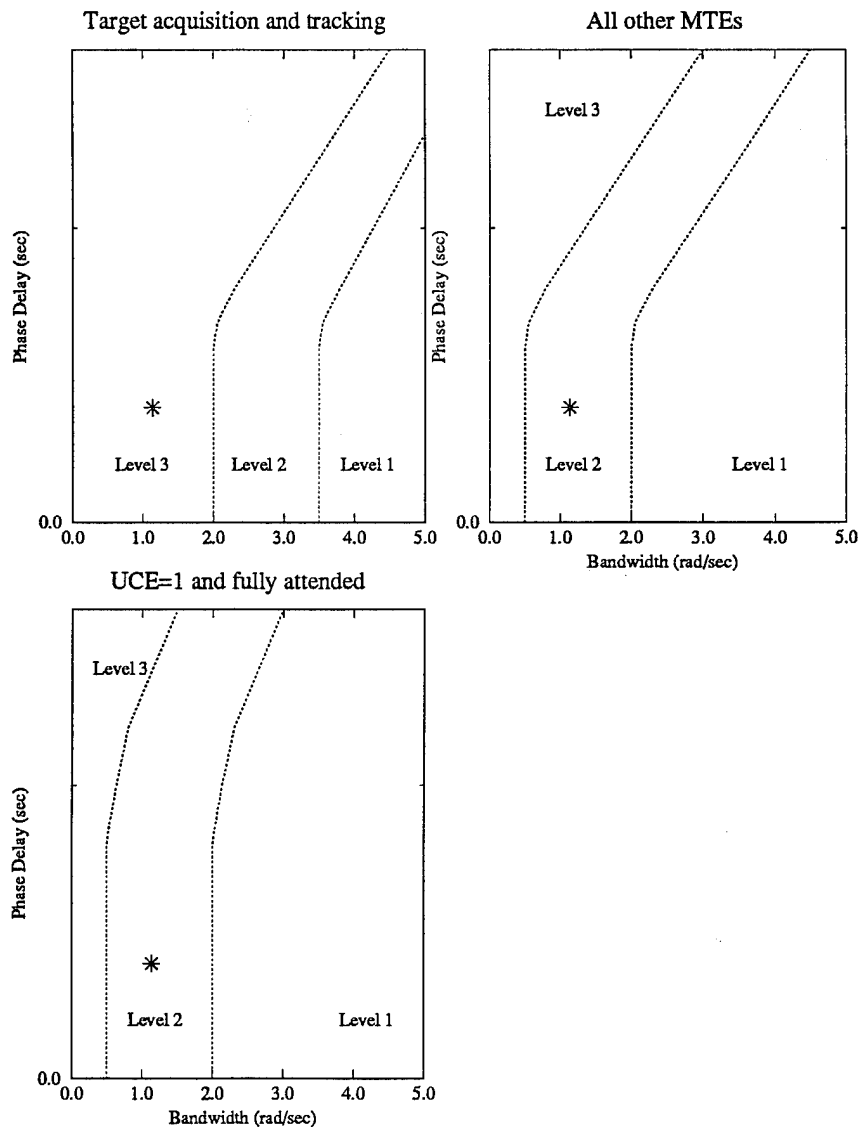 Target acquisition and tracking
Phase Delay (sec)
Level 3
Level 2
Level 1
0.0
0.0
1.0
2.0
3.0
4.0
5.0
All other MTEs
Phase Delay (sec)
Level 3
Level 2
Level 1
0.0
0.0
1.0
2.0
3.0
4.0
5.0
Bandwidth (rad/sec)
UCE=1 and fully attended
Phase Delay (sec)
Level 3
Level 2
Level 1
0.0
0.0
1.0
2.0
3.0
4.0
5.0
Bandwidth (rad/sec)